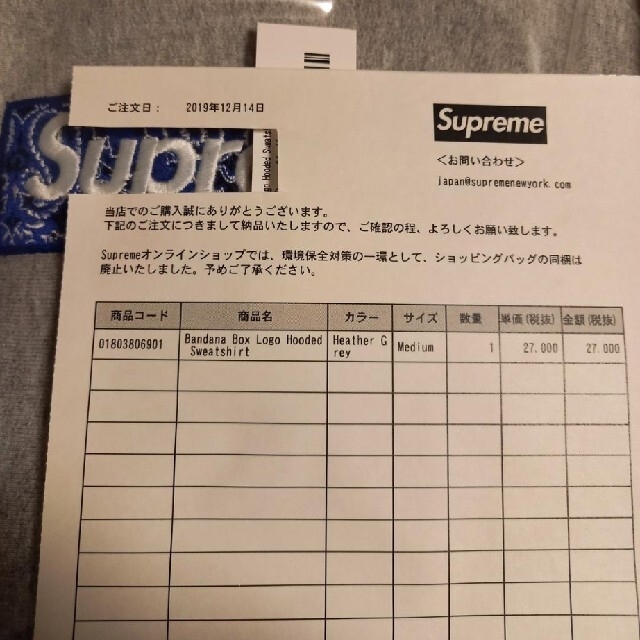 ご注文日： 2019年12月14日
Supreme
＜お問い合わせ＞
japan@supremenewyork.com
Supr
当店でのご購入誠にありがとうございます。
下記のご注文につきまして納品いたしますので、ご確認の程、よろしくお願い致します。
Supremeオンラインショップでは、環境保全対策の一環として、ショッピングバッグの同梱は
廃止いたしました。予めご了承ください。
商品コード 商品名 カラー サイズ 数量 単価(税抜) 金額(税抜)
01803806901 Bandana Box Logo Hooded Heather G Medium 1 27.000 27.000
Sweatshirt rey